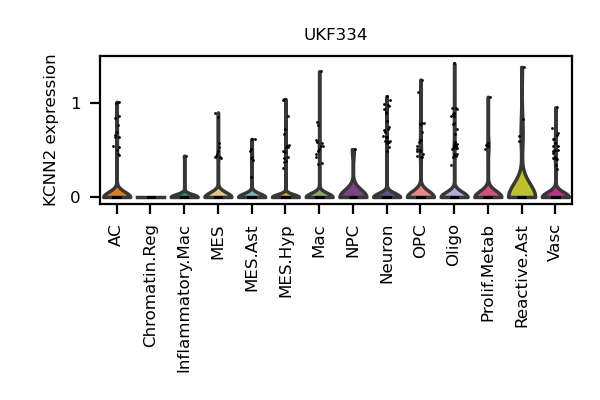 UKF334
KCNN2 expression
1
0
AC
Chromatin.Reg
Inflammatory.Mac
MES
MES.Ast
MES.Hyp
Mac
NPC
Neuron
OPC
Oligo
Prolif.Metab
Reactive.Ast
Vasc